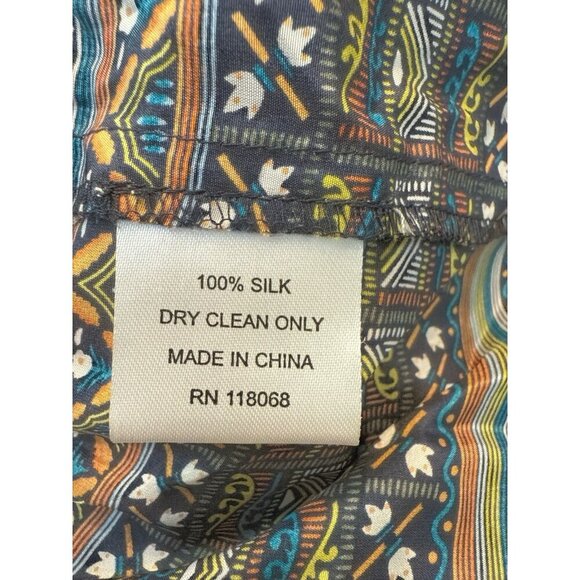 100% SILK
DRY CLEAN ONLY
MADE IN CHINA
RN 118068